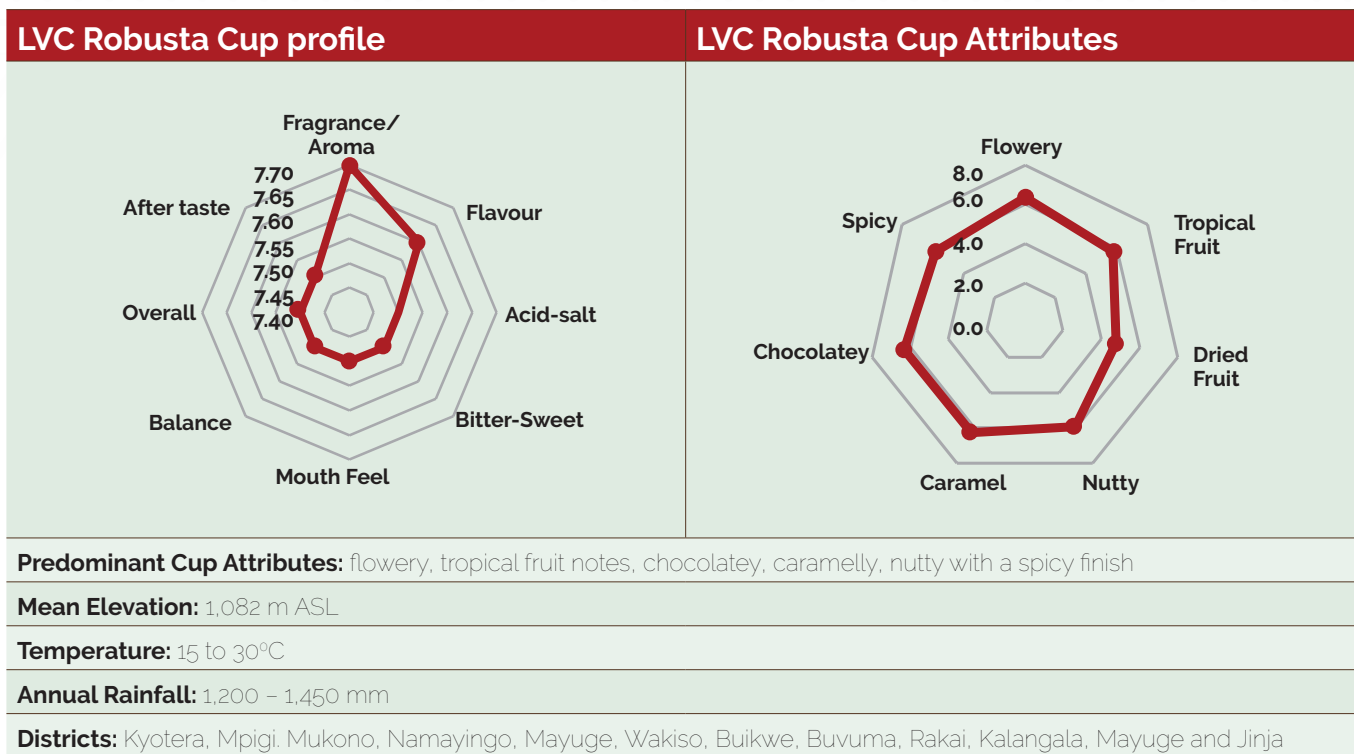 LVC Robusta Cup profile
LVC Robusta Cup Attributes
Fragrance/
Aroma
Flavour
Acid-salt
Bitter-Sweet
Mouth Feel
Balance
Overall
After taste
7.70
7.65
7.60
7.55
7.50
7.45
7.40
Flowery
Tropical
Fruit
Dried
Fruit
Nutty
Caramel
Chocolatey
Spicy
8.0
6.0
4.0
2.0
0.0
Predominant Cup Attributes: flowery, tropical fruit notes, chocolatey, caramelly, nutty with a spicy finish
Mean Elevation: 1,082 m ASL
Temperature: 15 to 30°C
Annual Rainfall: 1,200 – 1,450 mm
Districts: Kyotera, Mpigi. Mukono, Namayingo, Mayuge, Wakiso, Buikwe, Buvuma, Rakai, Kalangala, Mayuge and Jinja